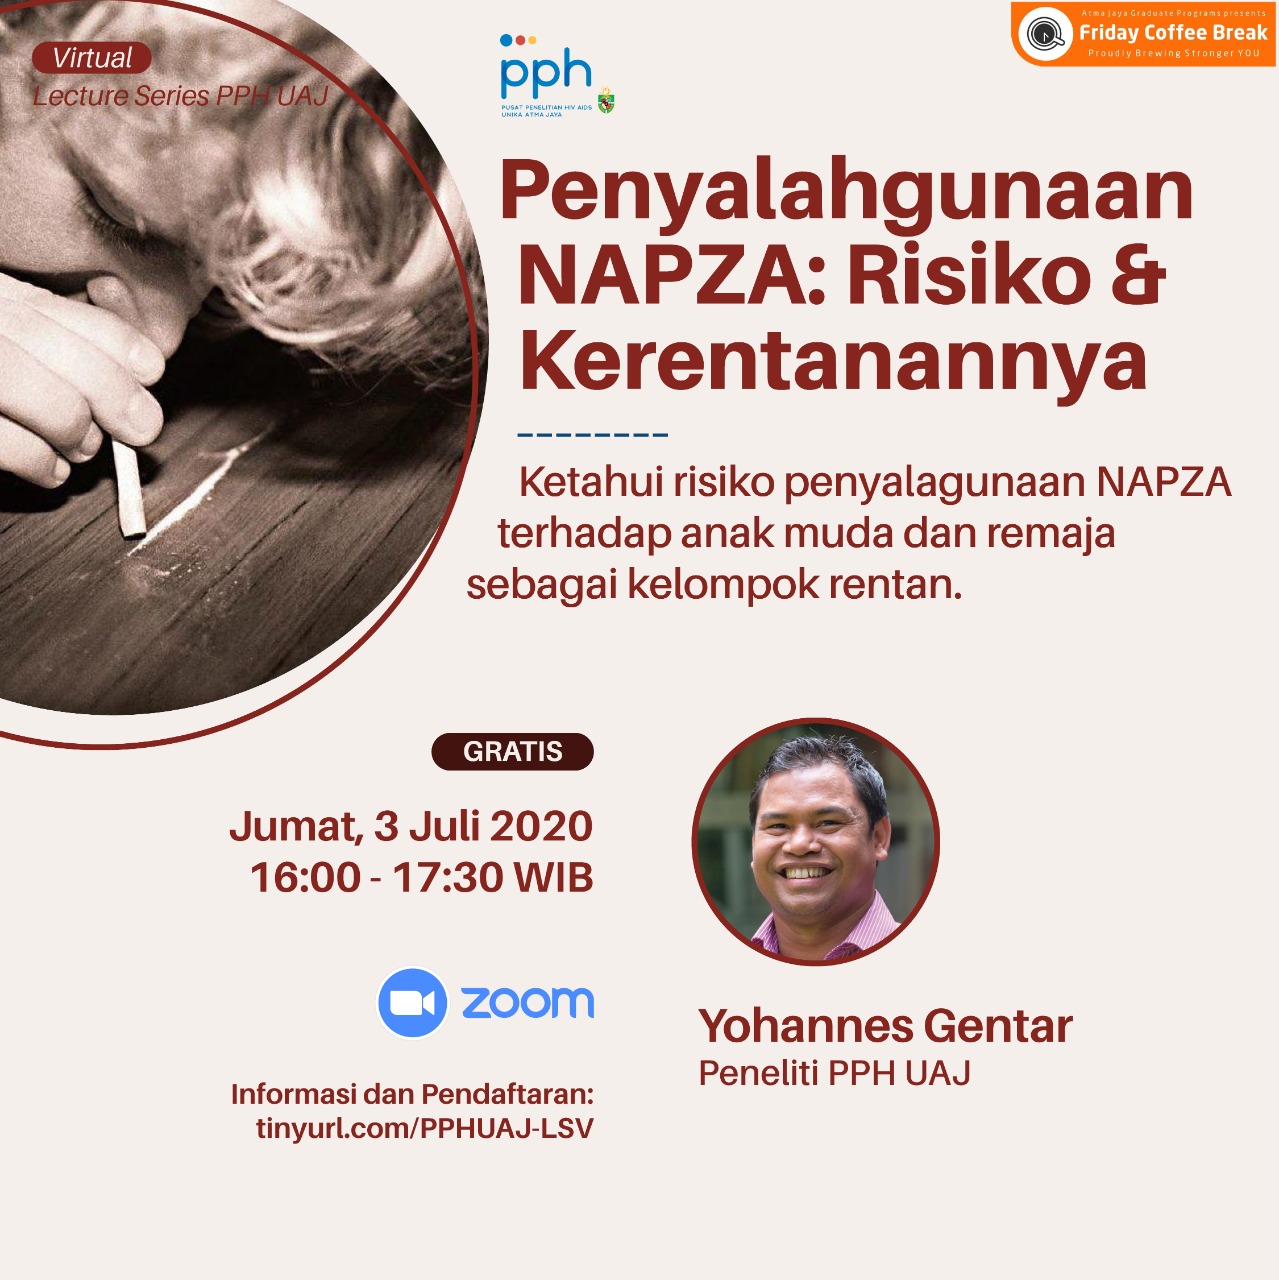 Virtual
Lecture Series PPH UAJ
pph
PUSAT PENELITIAN HIV AIDS
UNIKA ATMA JAYA
Atma Jaya Graduate Programs presents
Friday Coffee Break
Proudly Brewing Stronger YOU
Penyalahgunaan
NAPZA: Risiko &
Kerentanannya
Ketahui risiko penyalagunaan NAPZA
terhadap anak muda dan remaja
sebagai kelompok rentan.
GRATIS
Jumat, 3 Juli 2020
16:00 - 17:30 WIB
zoom
Informasi dan Pendaftaran:
tinyurl.com/PPHUAJ-LSV
Yohannes Gentar
Peneliti PPH UAJ